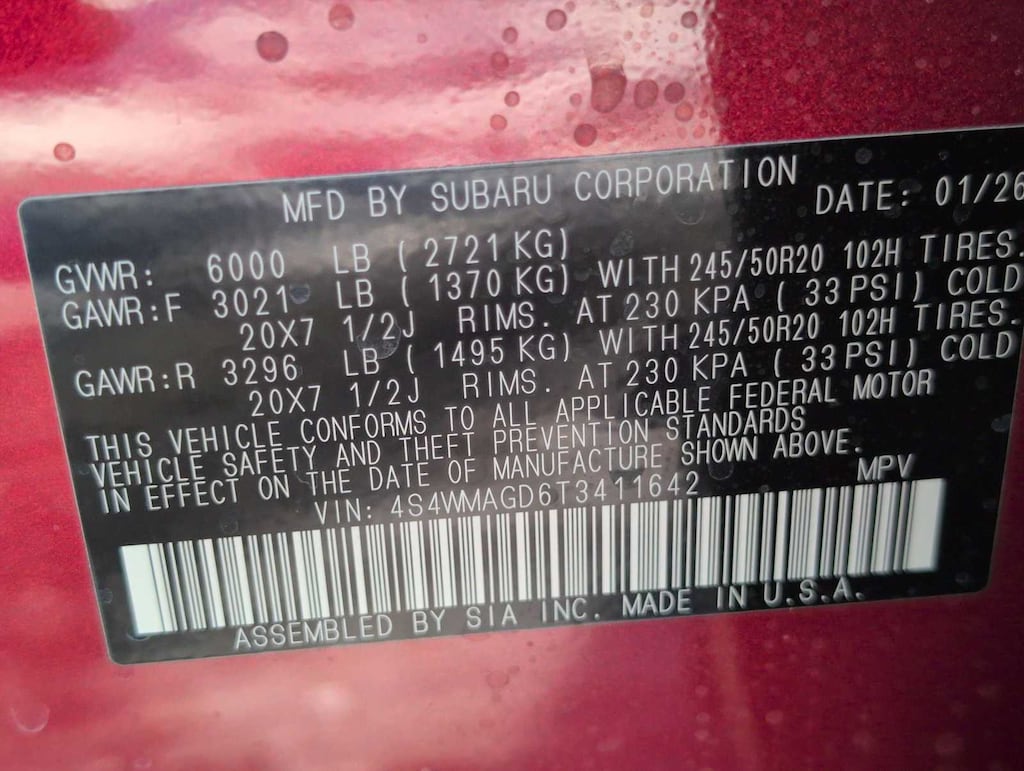 MFD BY SUBARU CORPORATION DATE: 01/26
GVWR: 6000 LB ( 2721 KG)
GAWR:F 3021 LB ( 1370 KG) WITH 245/50R20 102H TIRES.
20X7 1/2J RIMS. AT 230 KPA ( 33 PSI) COLD
GAWR:R 3296 LB ( 1495 KG) WITH 245/50R20 102H TIRES.
20X7 1/2J RIMS. AT 230 KPA ( 33 PSI) COLD
THIS VEHICLE CONFORMS TO ALL APPLICABLE FEDERAL MOTOR
VEHICLE SAFETY AND THEFT PREVENTION STANDARDS
IN EFFECT ON THE DATE OF MANUFACTURE SHOWN ABOVE.
VIN: 4S4WMAGD6T3411642 MPV
ASSEMBLED BY SIA INC. MADE IN U.S.A.